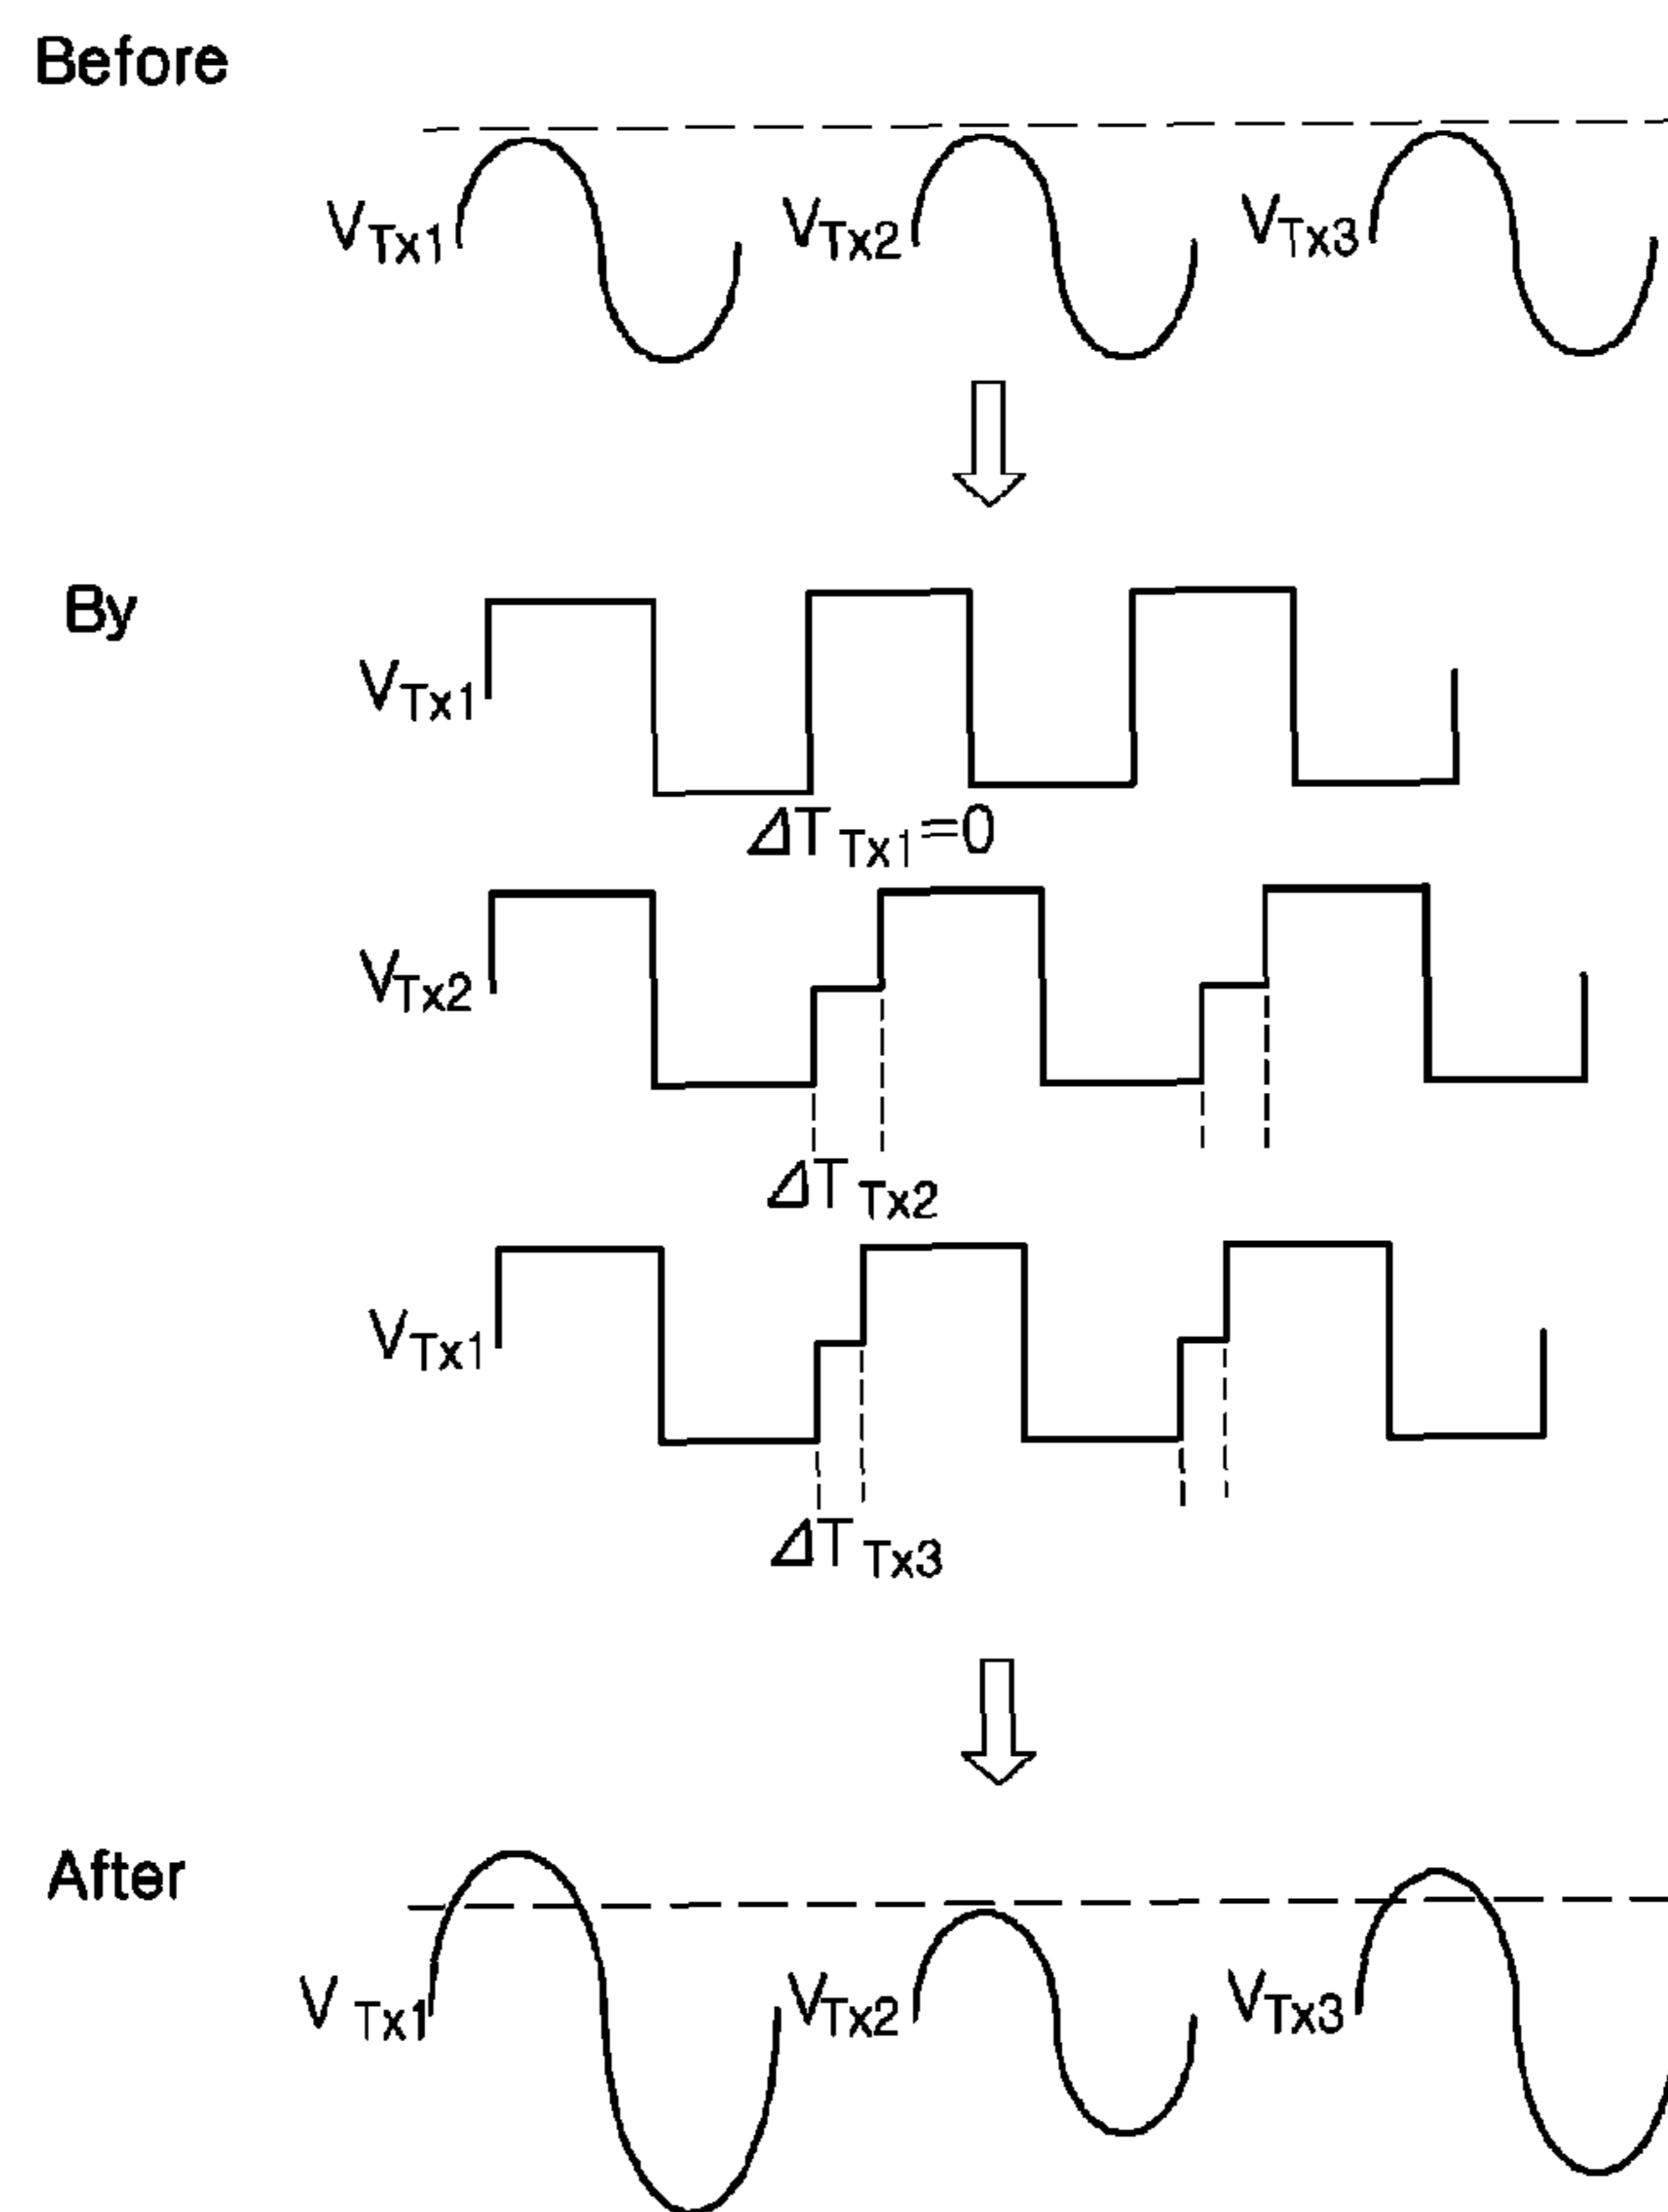 Before
VTx1 VTx2 VTx3
By
VTx1
ΔTTx1=0
VTx2
ΔTTx2
VTx1
ΔTTx3
After
VTx1 VTx2 VTx3